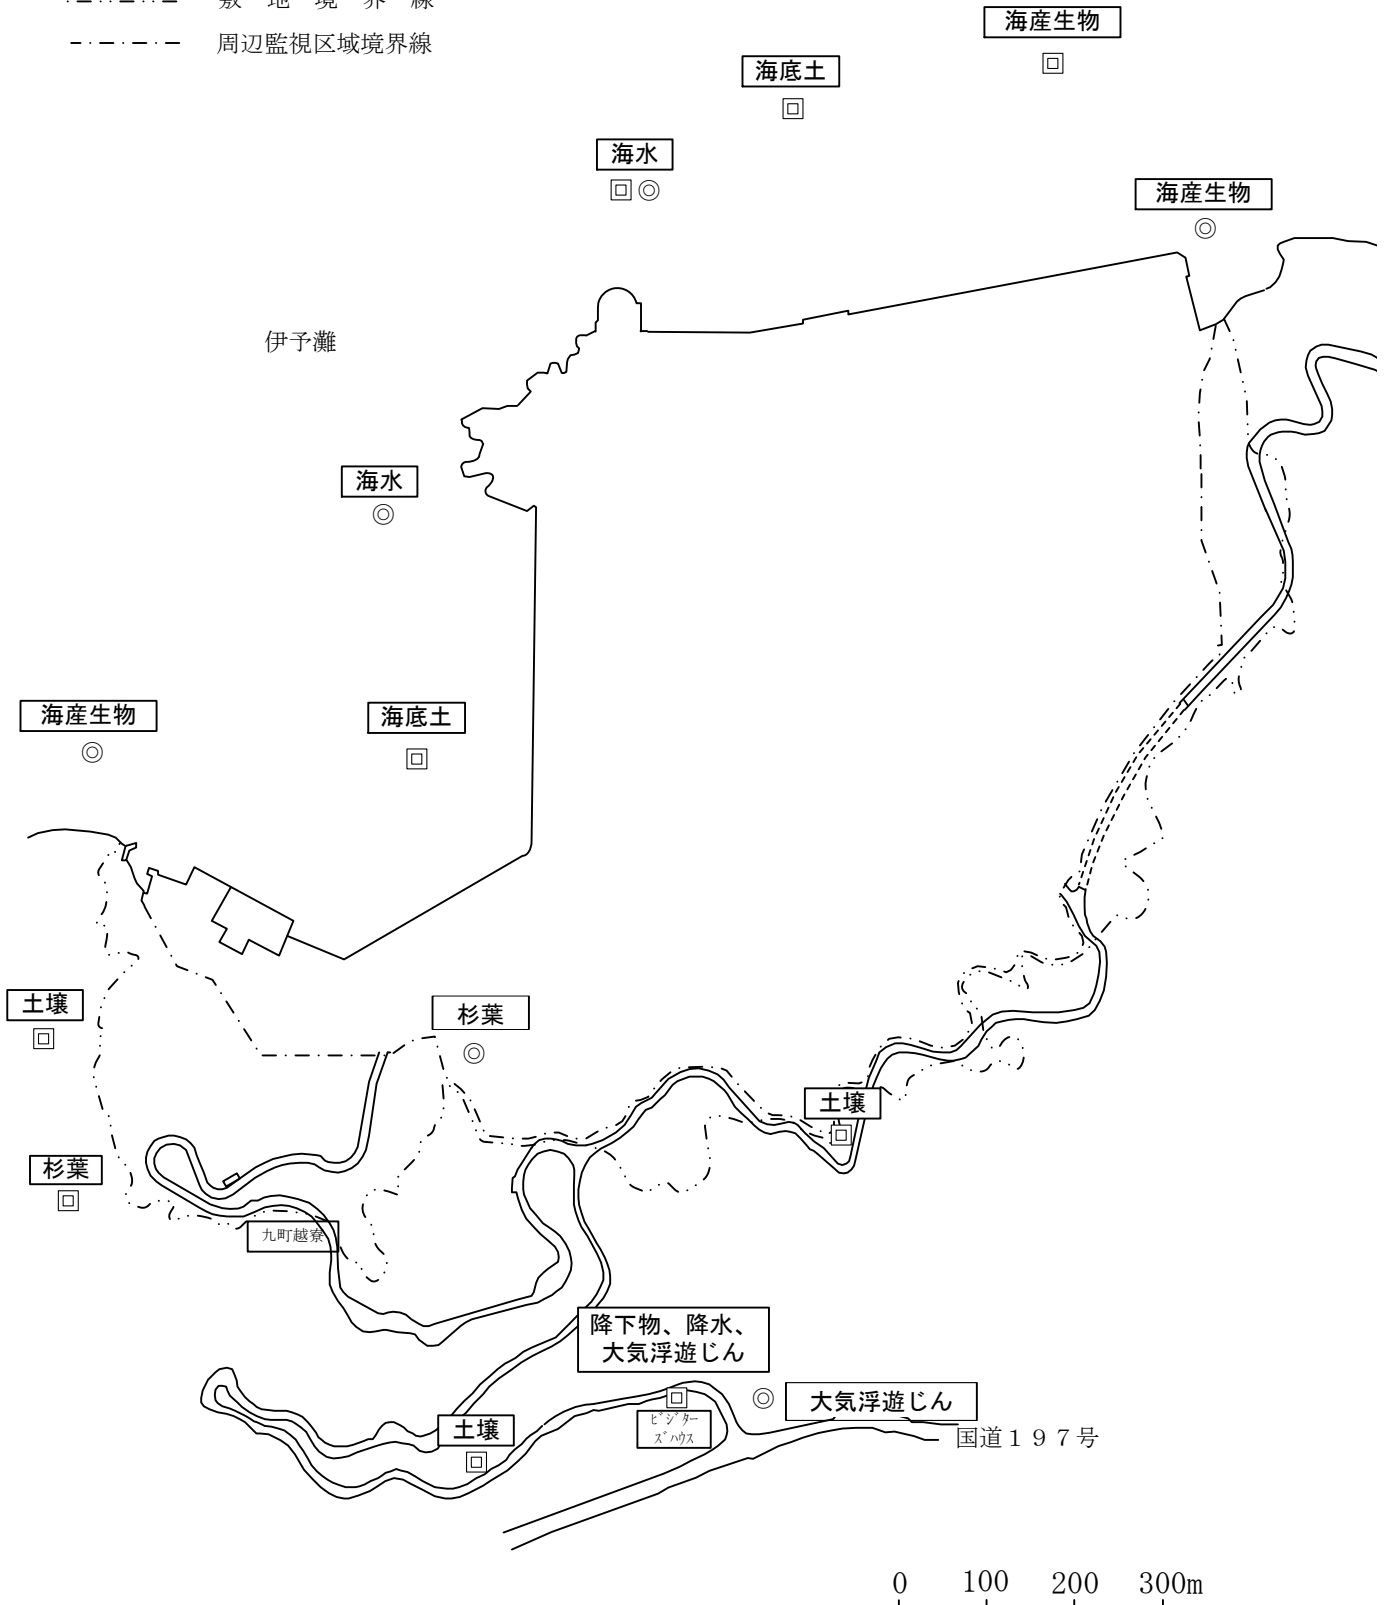 敷 地 境 界 線
周辺監視区域境界線
海産生物
海底土
海水
海産生物
伊予灘
海水
海産生物
海底土
土壌
杉葉
土壌
杉葉
九町越寮
降下物、降水、
大気浮遊じん
大気浮遊じん
ﾋﾞｼﾞﾀｰ
ｽﾞﾊｳｽ
土壌
国道１９７号
0 100 200 300m